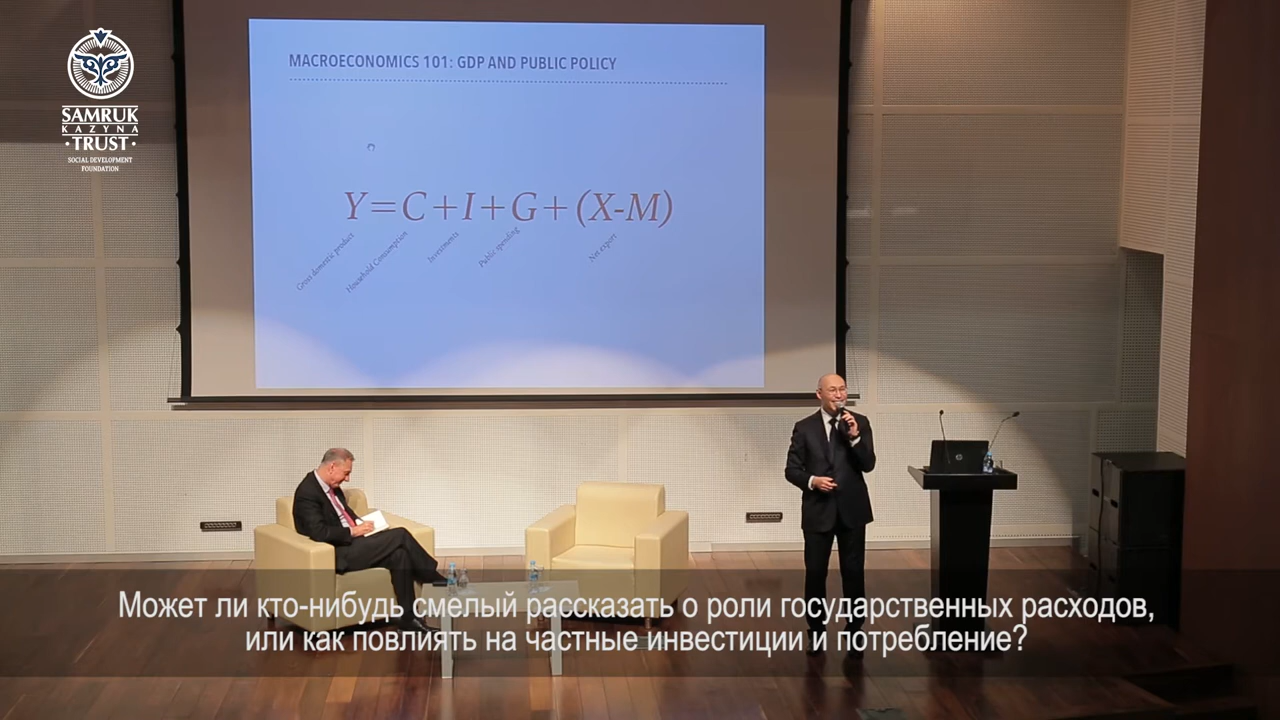 SAMRUK
KAZYNA
·TRUST·
SOCIAL DEVELOPMENT
FOUNDATION
MACROECONOMICS 101: GDP AND PUBLIC POLICY
Y=C+I+G+(X-M)
Gross domestic product
Household Consumption
Investments
Public spending
Net export
Может ли кто-нибудь смелый рассказать о роли государственных расходов,
или как повлиять на частные инвестиции и потребление?